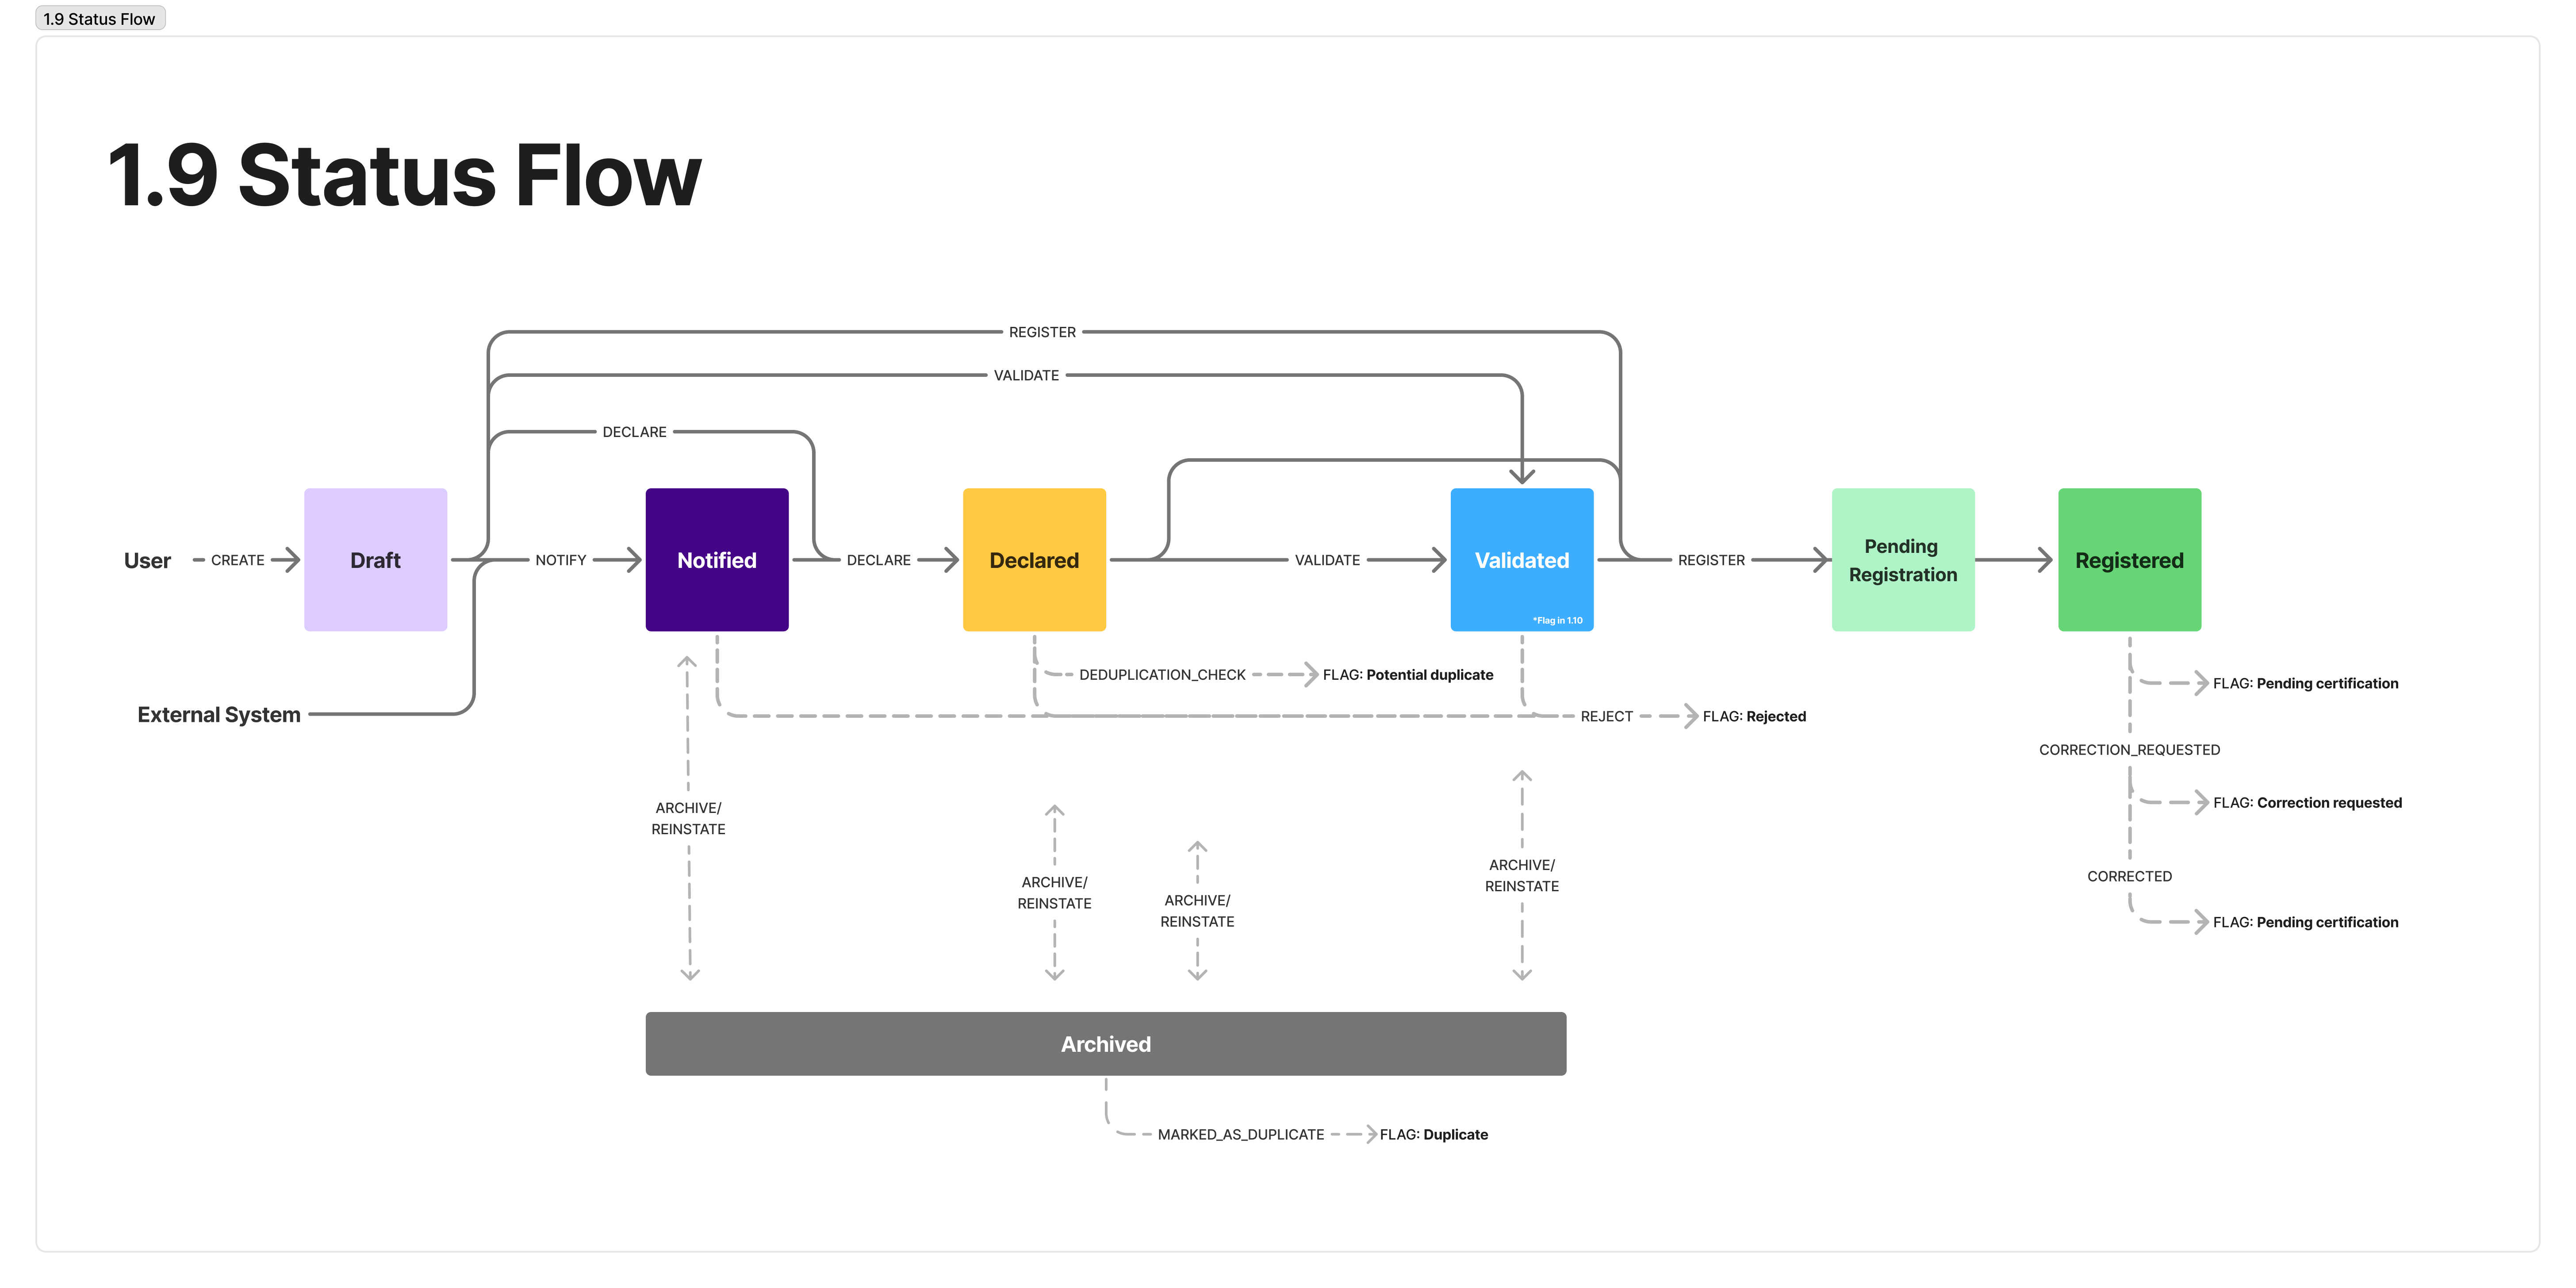 1.9 Status Flow
1.9 Status Flow
REGISTER
VALIDATE
DECLARE
User
CREATE
Draft
NOTIFY
Notified
DECLARE
Declared
VALIDATE
Validated
*Flag in 1.10
REGISTER
Pending
Registration
Registered
External System
DEDUPLICATION_CHECK
FLAG: Potential duplicate
REJECT
FLAG: Rejected
FLAG: Pending certification
CORRECTION_REQUESTED
FLAG: Correction requested
CORRECTED
FLAG: Pending certification
ARCHIVE/
REINSTATE
ARCHIVE/
REINSTATE
ARCHIVE/
REINSTATE
ARCHIVE/
REINSTATE
Archived
MARKED_AS_DUPLICATE
FLAG: Duplicate